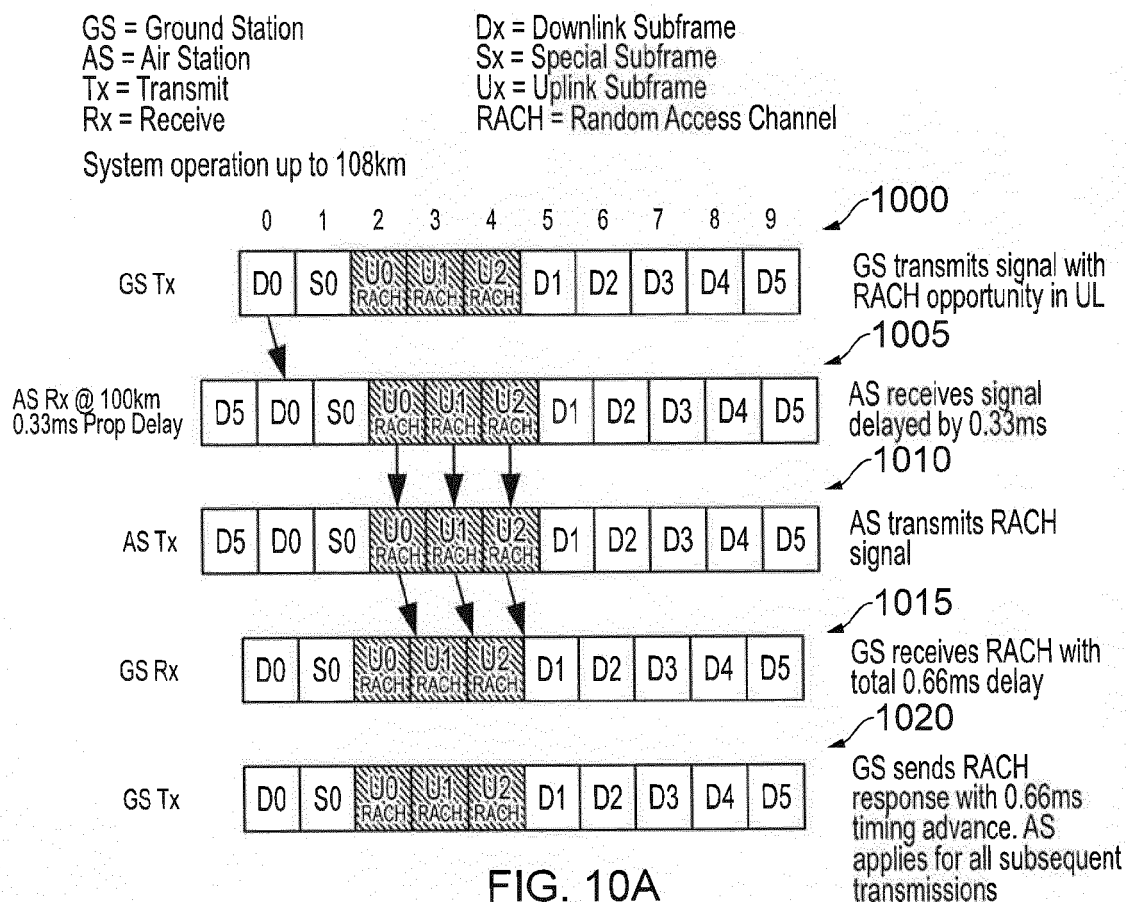 GS = Ground Station
AS = Air Station
Tx = Transmit
Rx = Receive
Dx = Downlink Subframe
Sx = Special Subframe
Ux = Uplink Subframe
RACH = Random Access Channel
System operation up to 108km
0 1 2 3 4 5 6 7 8 9
1000
GS Tx
D0 S0 U0 RACH U1 RACH U2 RACH D1 D2 D3 D4 D5
GS transmits signal with
RACH opportunity in UL
1005
AS Rx @ 100km
0.33ms Prop Delay
D5 D0 S0 U0 RACH U1 RACH U2 RACH D1 D2 D3 D4 D5
AS receives signal
delayed by 0.33ms
1010
AS Tx
D5 D0 S0 U0 RACH U1 RACH U2 RACH D1 D2 D3 D4 D5
AS transmits RACH
signal
1015
GS Rx
D0 S0 U0 RACH U1 RACH U2 RACH D1 D2 D3 D4 D5
GS receives RACH with
total 0.66ms delay
1020
GS Tx
D0 S0 U0 RACH U1 RACH U2 RACH D1 D2 D3 D4 D5
GS sends RACH
response with 0.66ms
timing advance. AS
applies for all subsequent
transmissions
FIG. 10A